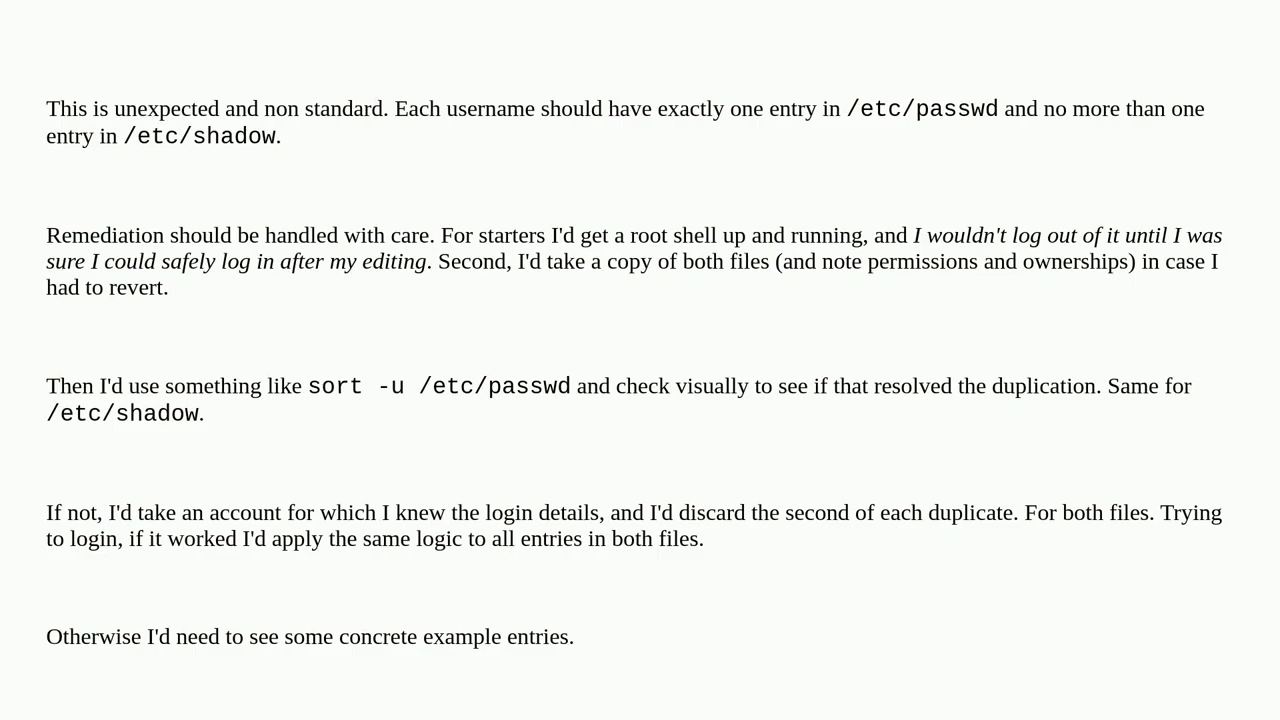 This is unexpected and non standard. Each username should have exactly one entry in /etc/passwd and no more than one
entry in /etc/shadow.
Remediation should be handled with care. For starters I'd get a root shell up and running, and I wouldn't log out of it until I was
sure I could safely log in after my editing. Second, I'd take a copy of both files (and note permissions and ownerships) in case I
had to revert.
Then I'd use something like sort -u /etc/passwd and check visually to see if that resolved the duplication. Same for
/etc/shadow.
If not, I'd take an account for which I knew the login details, and I'd discard the second of each duplicate. For both files. Trying
to login, if it worked I'd apply the same logic to all entries in both files.
Otherwise I'd need to see some concrete example entries.